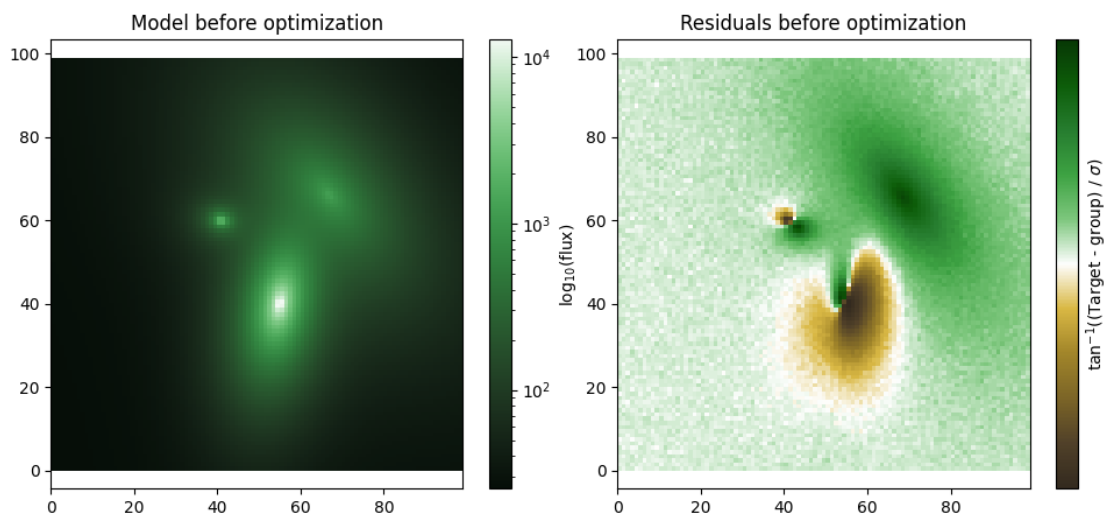 Model before optimization
100
80
60
40
20
0
0 20 40 60 80
10⁴
10³
10²
log₁₀(flux)
Residuals before optimization
100
80
60
40
20
0
0 20 40 60 80
tan⁻¹((Target - group) / σ)